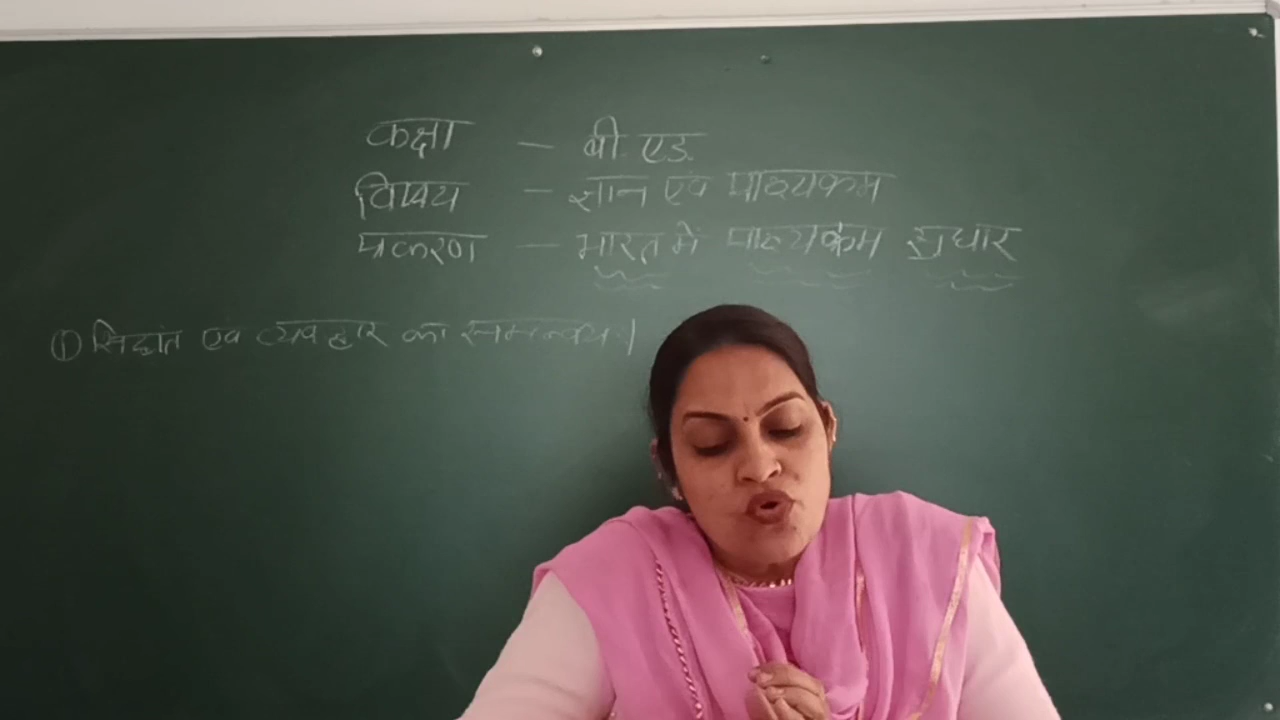 कक्षा - बी. एड.
विषय - ज्ञान एवं पाठ्यक्रम
प्रकरण - भारत में पाठ्यक्रम सुधार
① सिद्धांत एवं व्यवहार का समन्वय :।